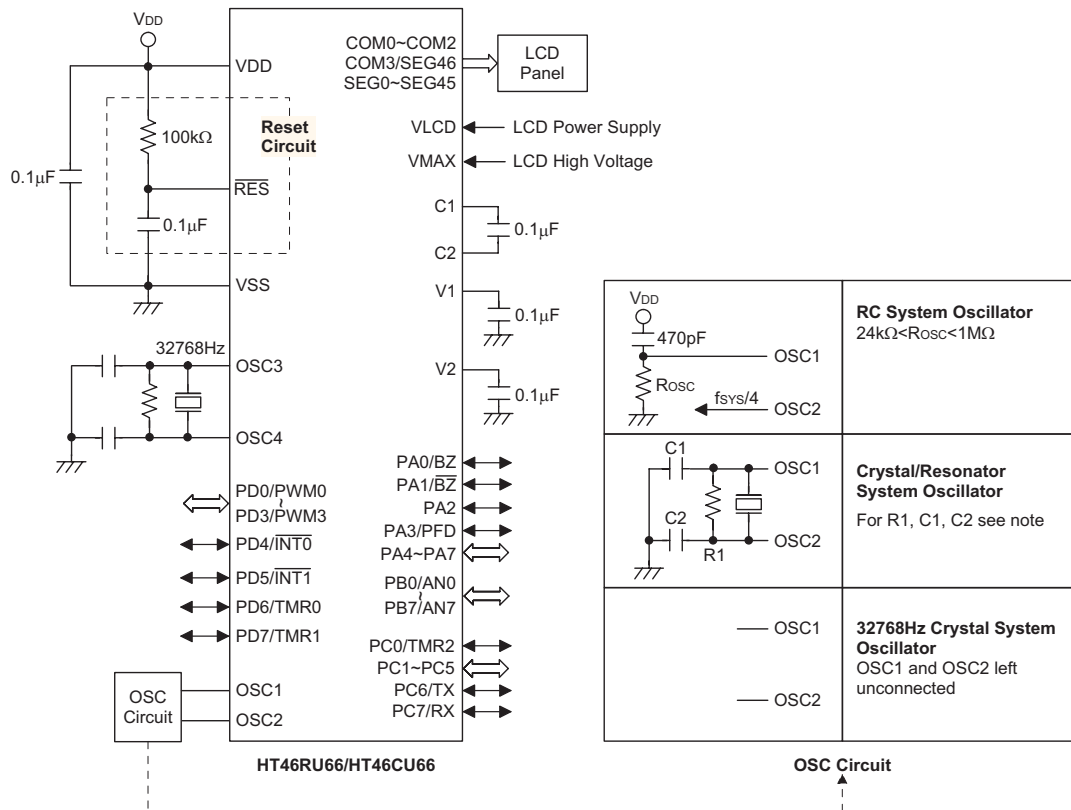 VDD
VDD
100kΩ
Reset
Circuit
0.1μF
RES
0.1μF
VSS
32768Hz
OSC3
OSC4
PD0/PWM0
~
PD3/PWM3
PD4/INT0
PD5/INT1
PD6/TMR0
PD7/TMR1
OSC
Circuit
OSC1
OSC2
COM0~COM2
COM3/SEG46
SEG0~SEG45
LCD
Panel
VLCD
LCD Power Supply
VMAX
LCD High Voltage
C1
0.1μF
C2
V1
0.1μF
V2
0.1μF
PA0/BZ
PA1/BZ
PA2
PA3/PFD
PA4~PA7
PB0/AN0
~
PB7/AN7
PC0/TMR2
PC1~PC5
PC6/TX
PC7/RX
HT46RU66/HT46CU66
VDD
470pF
OSC1
ROSC
fSYS/4
OSC2
RC System Oscillator
24kΩ<ROSC<1MΩ
C1
OSC1
C2
R1
OSC2
Crystal/Resonator
System Oscillator
For R1, C1, C2 see note
OSC1
OSC2
32768Hz Crystal System
Oscillator
OSC1 and OSC2 left
unconnected
OSC Circuit